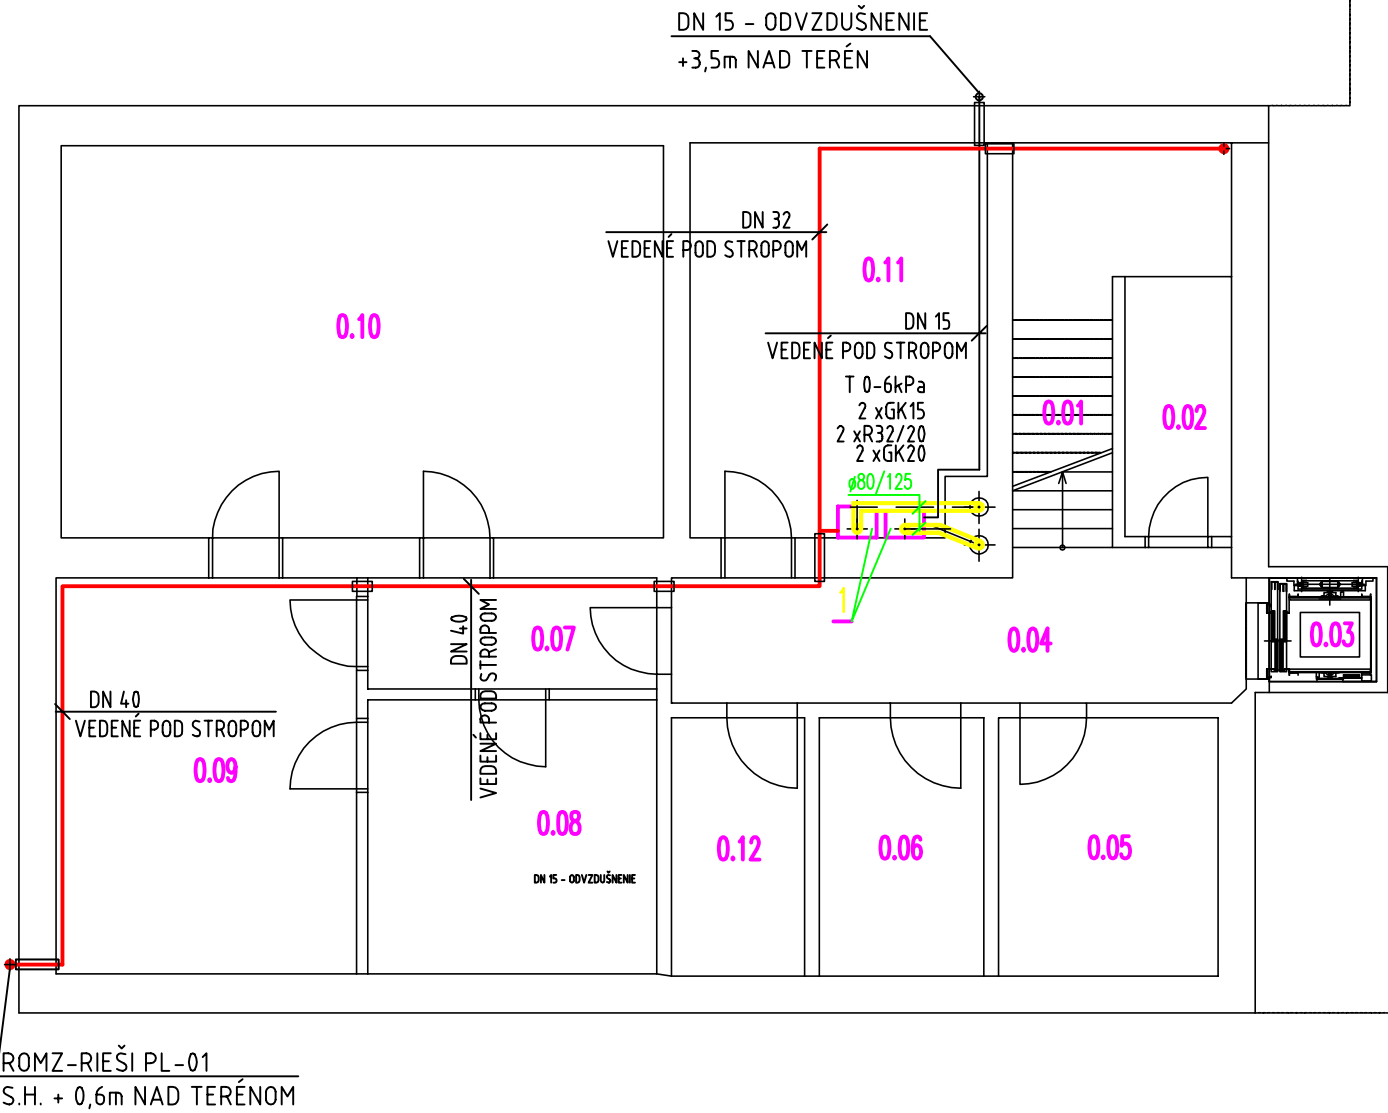 DN 15 - ODVZDUŠNENIE
+3,5m NAD TERÉN
DN 32
VEDENÉ POD STROPOM
0.11
0.10
DN 15
VEDENÉ POD STROPOM
T 0-6kPa
2 xGK15
2 xR32/20
2 xGK20
ø80/125
0.01
0.02
1
0.07
0.04
0.03
DN 40
VEDENÉ POD STROPOM
DN 40
VEDENÉ POD STROPOM
0.09
0.08
DN 15 - ODVZDUŠNENIE
0.12
0.06
0.05
ROMZ-RIEŠI PL-01
S.H. + 0,6m NAD TERÉNOM